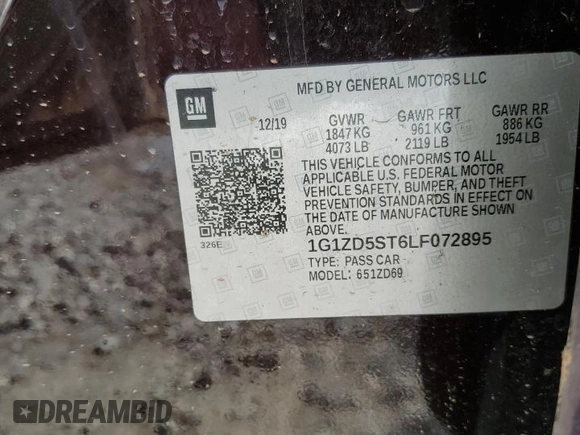 MFD BY GENERAL MOTORS LLC
GM
12/19 GVWR GAWR FRT GAWR RR
1847 KG 961 KG 886 KG
4073 LB 2119 LB 1954 LB
THIS VEHICLE CONFORMS TO ALL
APPLICABLE U.S. FEDERAL MOTOR
VEHICLE SAFETY, BUMPER, AND THEFT
PREVENTION STANDARDS IN EFFECT ON
THE DATE OF MANUFACTURE SHOWN
ABOVE.
326E
1G1ZD5ST6LF072895
TYPE: PASS CAR
MODEL: 651ZD69
DREAMBID